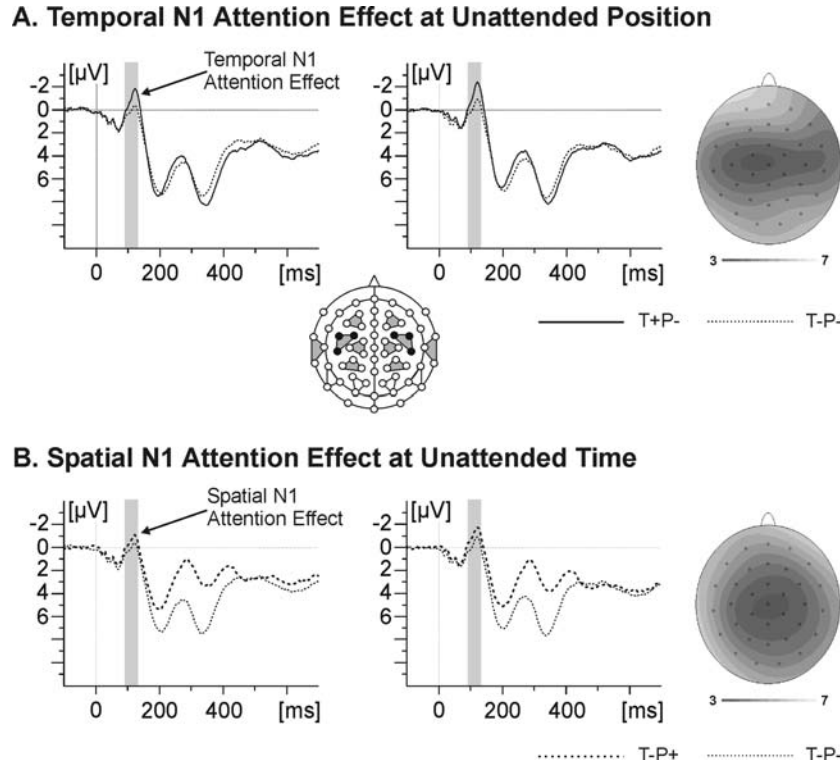 A. Temporal N1 Attention Effect at Unattended Position
[µV]
-2
0
2
4
6
Temporal N1
Attention Effect
0 200 400 [ms]
[µV]
-2
0
2
4
6
0 200 400 [ms]
3 7
T+P- T-P-
B. Spatial N1 Attention Effect at Unattended Time
[µV]
-2
0
2
4
6
Spatial N1
Attention Effect
0 200 400 [ms]
[µV]
-2
0
2
4
6
0 200 400 [ms]
3 7
T-P+ T-P-